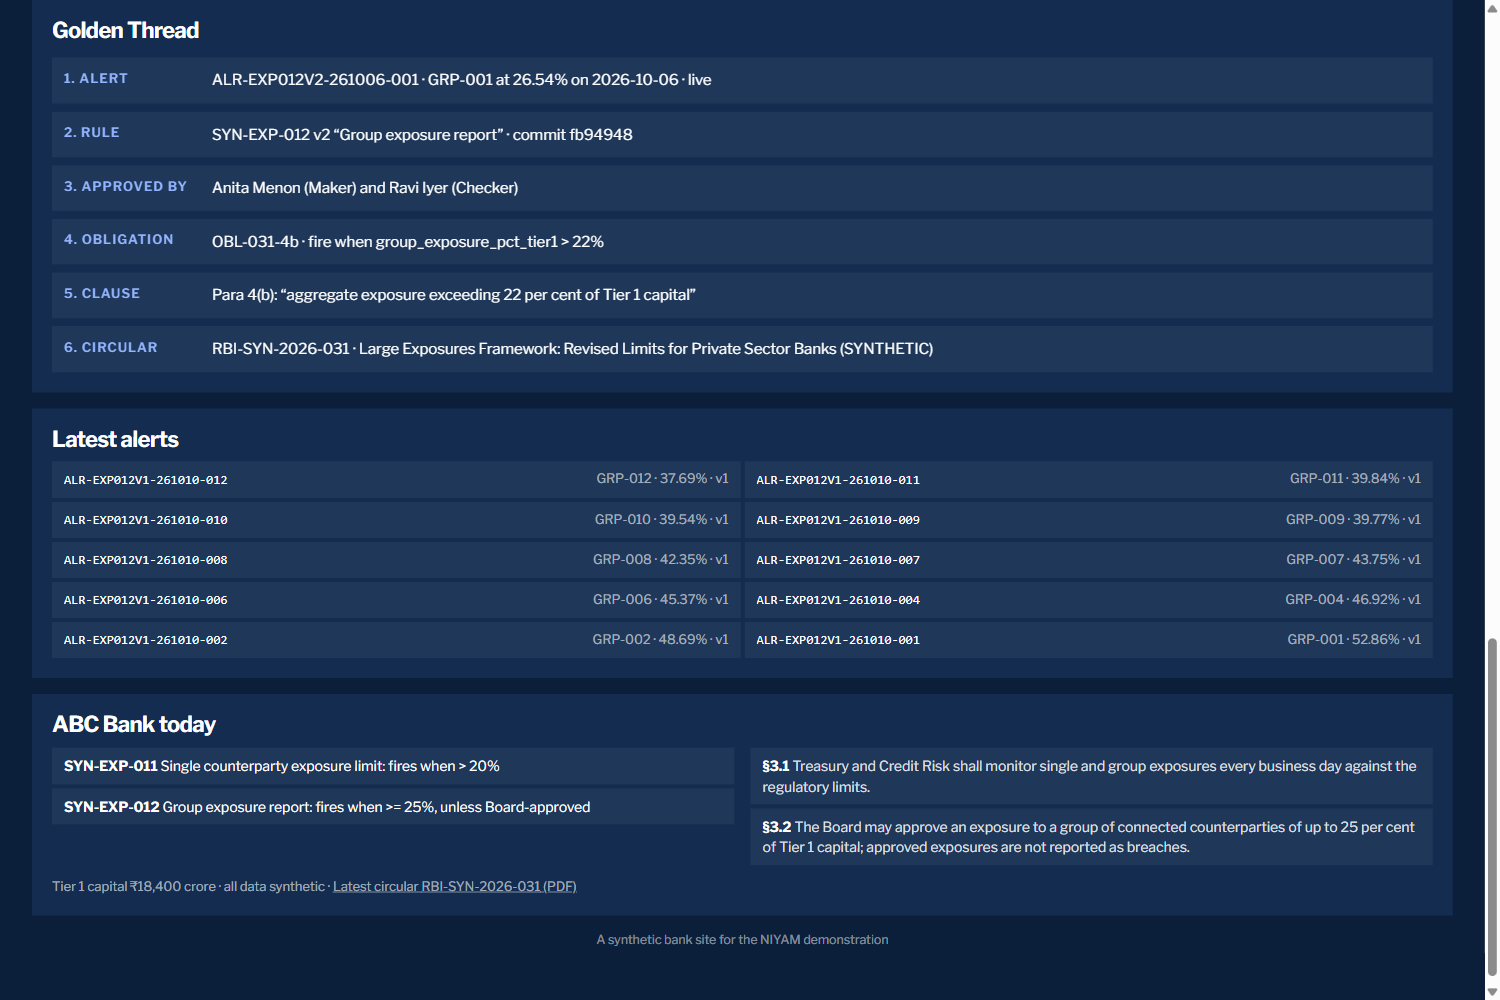 Golden Thread
1. ALERT ALR-EXP012V2-261006-001 · GRP-001 at 26.54% on 2026-10-06 · live
2. RULE SYN-EXP-012 v2 “Group exposure report” · commit fb94948
3. APPROVED BY Anita Menon (Maker) and Ravi Iyer (Checker)
4. OBLIGATION OBL-031-4b · fire when group_exposure_pct_tier1 > 22%
5. CLAUSE Para 4(b): “aggregate exposure exceeding 22 per cent of Tier 1 capital”
6. CIRCULAR RBI-SYN-2026-031 · Large Exposures Framework: Revised Limits for Private Sector Banks (SYNTHETIC)
Latest alerts
ALR-EXP012V1-261010-012 GRP-012 · 37.69% · v1
ALR-EXP012V1-261010-011 GRP-011 · 39.84% · v1
ALR-EXP012V1-261010-010 GRP-010 · 39.54% · v1
ALR-EXP012V1-261010-009 GRP-009 · 39.77% · v1
ALR-EXP012V1-261010-008 GRP-008 · 42.35% · v1
ALR-EXP012V1-261010-007 GRP-007 · 43.75% · v1
ALR-EXP012V1-261010-006 GRP-006 · 45.37% · v1
ALR-EXP012V1-261010-004 GRP-004 · 46.92% · v1
ALR-EXP012V1-261010-002 GRP-002 · 48.69% · v1
ALR-EXP012V1-261010-001 GRP-001 · 52.86% · v1
ABC Bank today
SYN-EXP-011 Single counterparty exposure limit: fires when > 20%
SYN-EXP-012 Group exposure report: fires when >= 25%, unless Board-approved
§3.1 Treasury and Credit Risk shall monitor single and group exposures every business day against the
regulatory limits.
§3.2 The Board may approve an exposure to a group of connected counterparties of up to 25 per cent
of Tier 1 capital; approved exposures are not reported as breaches.
Tier 1 capital ₹18,400 crore · all data synthetic · Latest circular RBI-SYN-2026-031 (PDF)
A synthetic bank site for the NIYAM demonstration